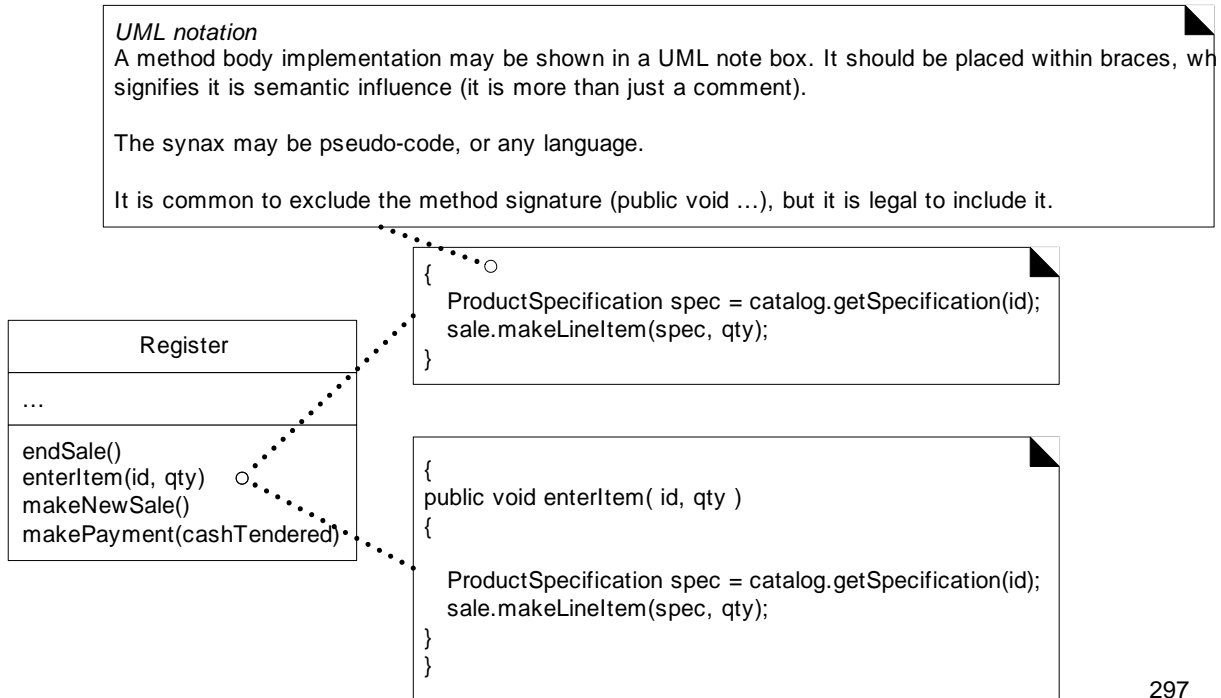 UML notation
A method body implementation may be shown in a UML note box. It should be placed within braces, wh
signifies it is semantic influence (it is more than just a comment).
The synax may be pseudo-code, or any language.
It is common to exclude the method signature (public void …), but it is legal to include it.
{
ProductSpecification spec = catalog.getSpecification(id);
sale.makeLineItem(spec, qty);
}
Register
…
endSale()
enterItem(id, qty)
makeNewSale()
makePayment(cashTendered)
{
public void enterItem( id, qty )
{
ProductSpecification spec = catalog.getSpecification(id);
sale.makeLineItem(spec, qty);
}
}
297